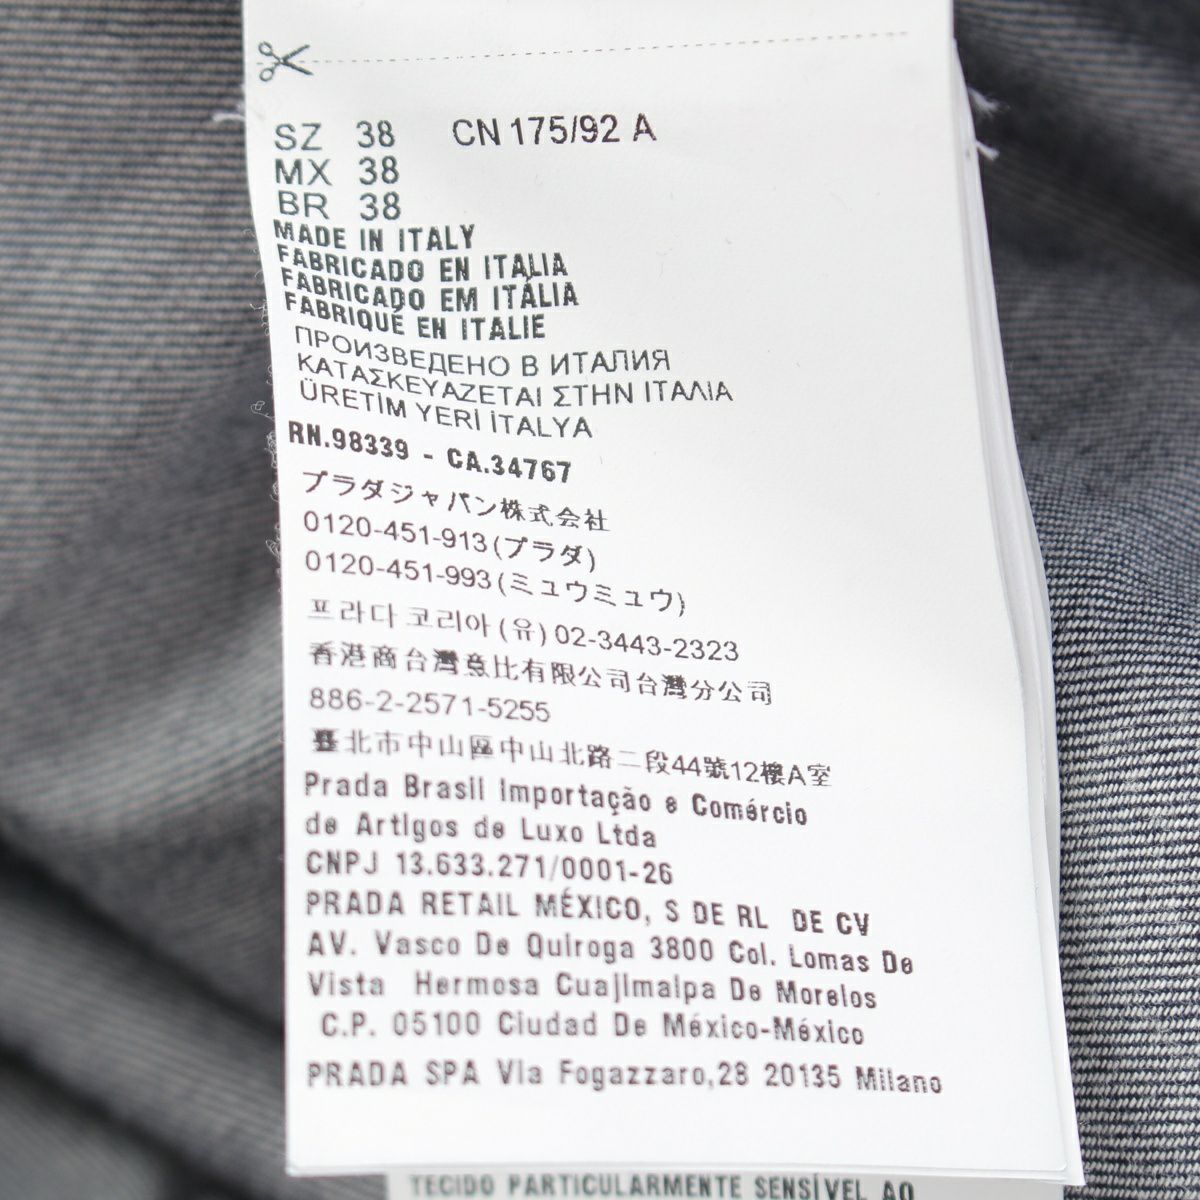 SZ 38 CN 175/92 A
MX 38
BR 38
MADE IN ITALY
FABRICADO EN ITALIA
FABRICADO EM ITÁLIA
FABRIQUÉ EN ITALIE
ПРОИЗВЕДЕНО В ИТАЛИЯ
ΚΑΤΑΣΚΕΥΑΖΕΤΑΙ ΣΤΗΝ ΙΤΑΛΙΑ
ÜRETİM YERİ İTALYA
RN.98339 - CA.34767
プラダジャパン株式会社
0120-451-913(プラダ)
0120-451-993(ミュウミュウ)
프라다코리아(유)02-3443-2323
香港商台灣意比有限公司台灣分公司
886-2-2571-5255
臺北市中山區中山北路二段44號12樓A室
Prada Brasil Importação e Comércio
de Artigos de Luxo Ltda
CNPJ 13.633.271/0001-26
PRADA RETAIL MÉXICO, S DE RL DE CV
AV. Vasco De Quiroga 3800 Col. Lomas De
Vista Hermosa Cuajimalpa De Morelos
C.P. 05100 Ciudad De México-México
PRADA SPA Via Fogazzaro,28 20135 Milano
TECIDO PARTICULARMENTE SENSÍVEL AO